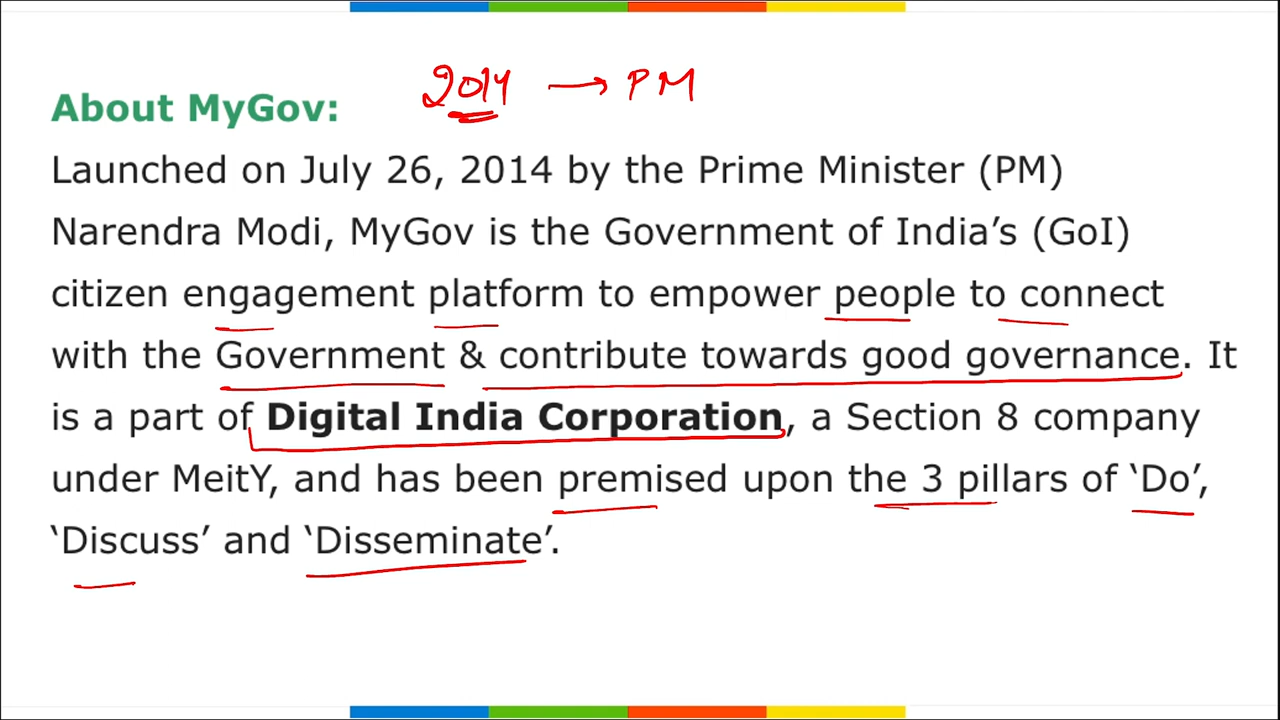 2014 → PM
About MyGov:
Launched on July 26, 2014 by the Prime Minister (PM)
Narendra Modi, MyGov is the Government of India’s (GoI)
citizen engagement platform to empower people to connect
with the Government & contribute towards good governance. It
is a part of Digital India Corporation, a Section 8 company
under MeitY, and has been premised upon the 3 pillars of ‘Do’,
‘Discuss’ and ‘Disseminate’.